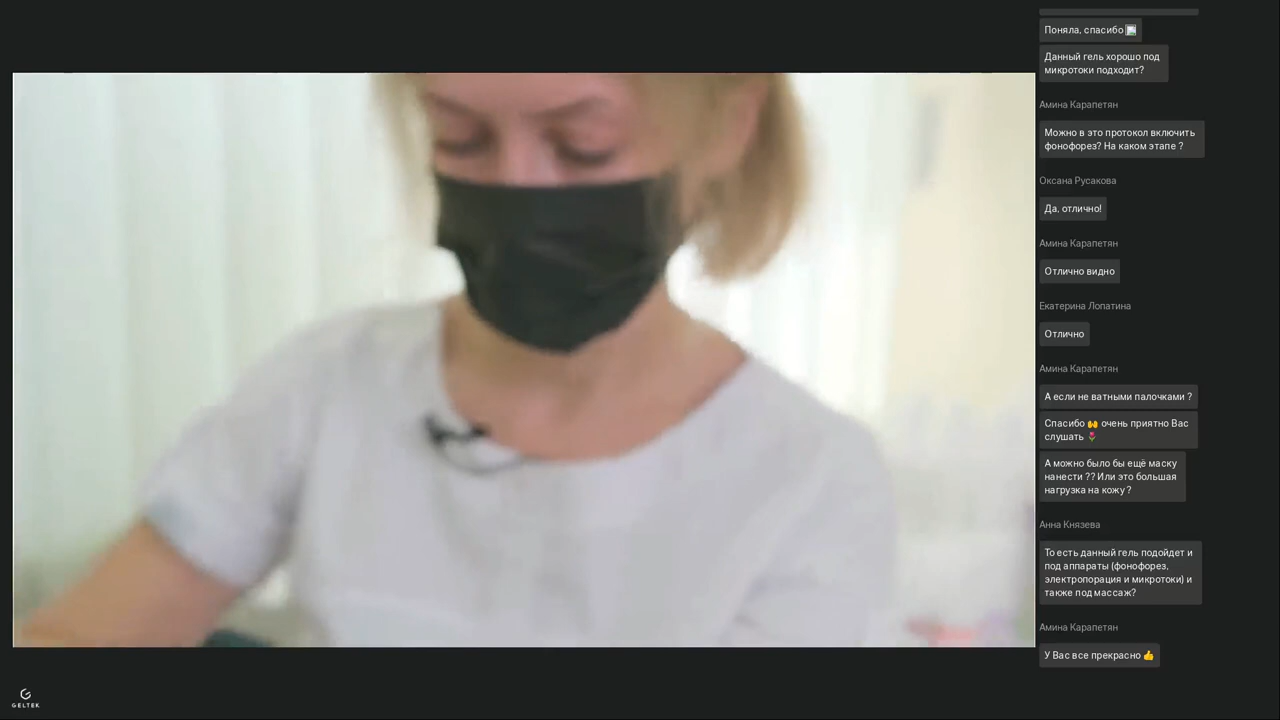 Поняла, спасибо
Данный гель хорошо под
микротоки подходит?
Амина Карапетян
Можно в это протокол включить
фонофорез? На каком этапе ?
Оксана Русакова
Да, отлично!
Амина Карапетян
Отлично видно
Екатерина Лопатина
Отлично
Амина Карапетян
А если не ватными палочками ?
Спасибо 🙌 очень приятно Вас
слушать 🌷
А можно было бы ещё маску
нанести ?? Или это большая
нагрузка на кожу ?
Анна Князева
То есть данный гель подойдет и
под аппараты (фонофорез,
электропорация и микротоки) и
также под массаж?
Амина Карапетян
У Вас все прекрасно 👍
GELTEK